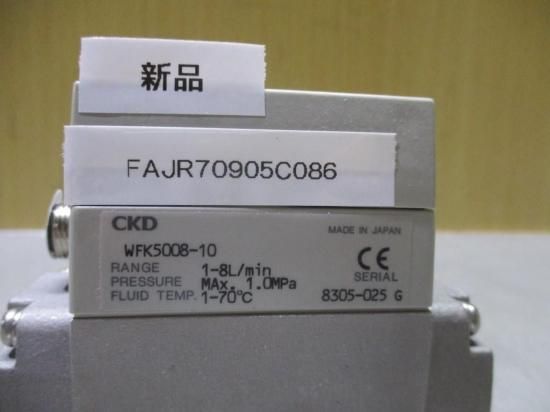 新品
FAJR70905C086
CKD
MADE IN JAPAN
WFK5008-10
RANGE 1-8L/min
PRESSURE MAx. 1.0MPa
FLUID TEMP. 1-70℃
CE
SERIAL
8305-025 G